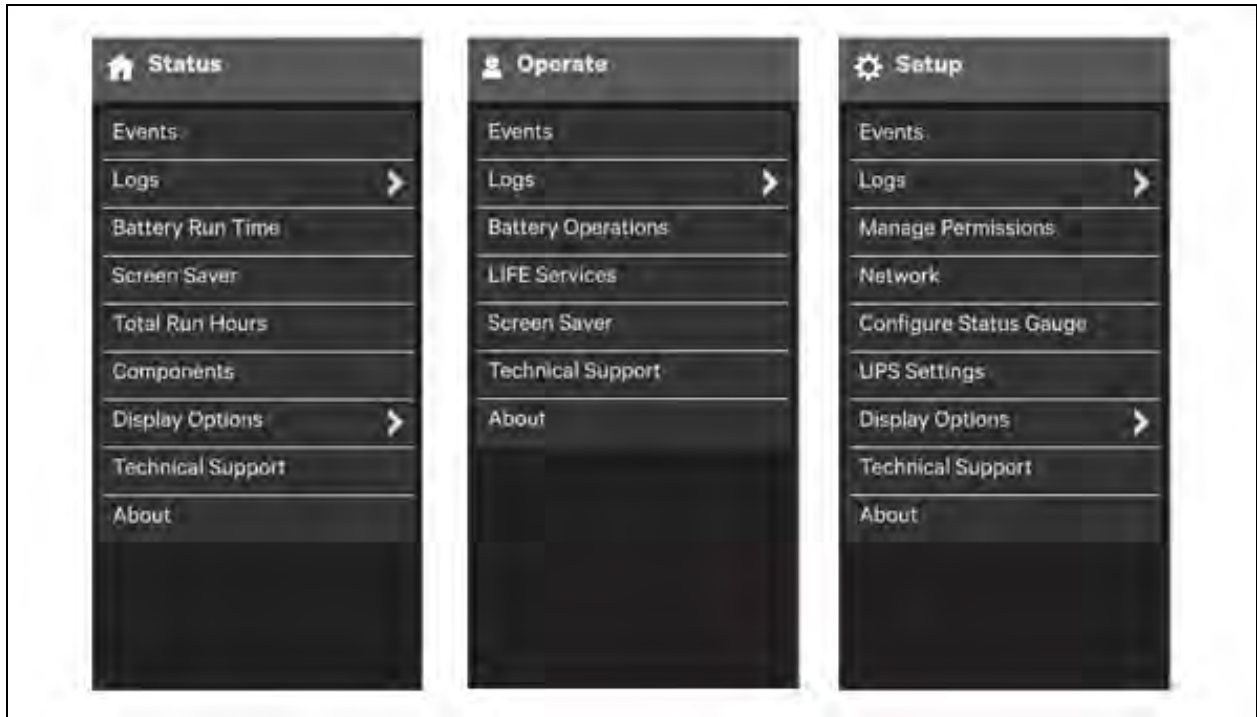 Status
Events
Logs
Battery Run Time
Screen Saver
Total Run Hours
Components
Display Options
Technical Support
About
Operate
Events
Logs
Battery Operations
LIFE Services
Screen Saver
Technical Support
About
Setup
Events
Logs
Manage Permissions
Network
Configure Status Gauge
UPS Settings
Display Options
Technical Support
About